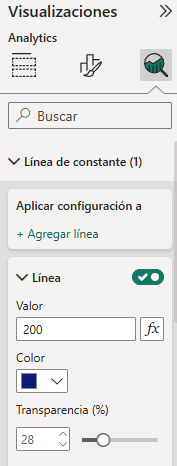 Visualizaciones
Analytics
Buscar
Línea de constante (1)
Aplicar configuración a
+ Agregar línea
Línea
Valor
200
fx
Color
Transparencia (%)
28